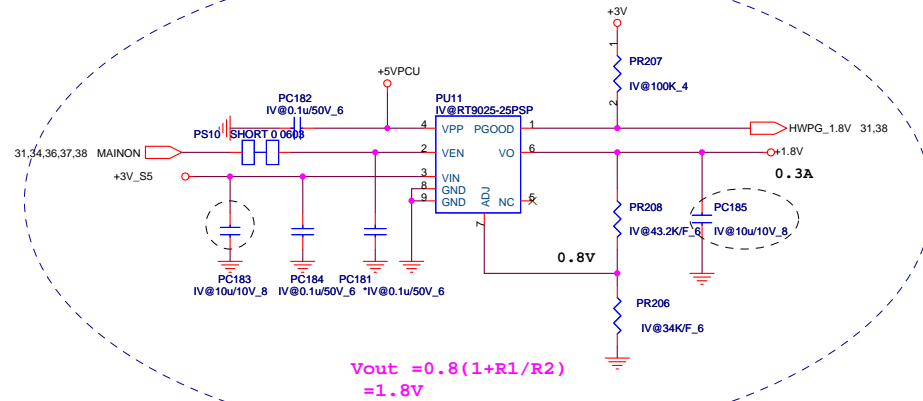 +3V
1
PR207
IV@100K_4
2
+5VPCU
PC182
IV@0.1u/50V_6
PU11
IV@RT9025-25PSP
PS10 SHORT 0 0603
4 VPP PGOOD 1
HWPG_1.8V 31,38
31,34,36,37,38 MAINON
2 VEN VO 6
+1.8V
0.3A
+3V_S5
3 VIN
8 GND
9 GND
ADJ
NC 5
7
PR208
IV@43.2K/F_6
PC185
IV@10u/10V_8
0.8V
PC183
IV@10u/10V_8
PC184
IV@0.1u/50V_6
PC181
*IV@0.1u/50V_6
PR206
IV@34K/F_6
Vout =0.8(1+R1/R2)
=1.8V